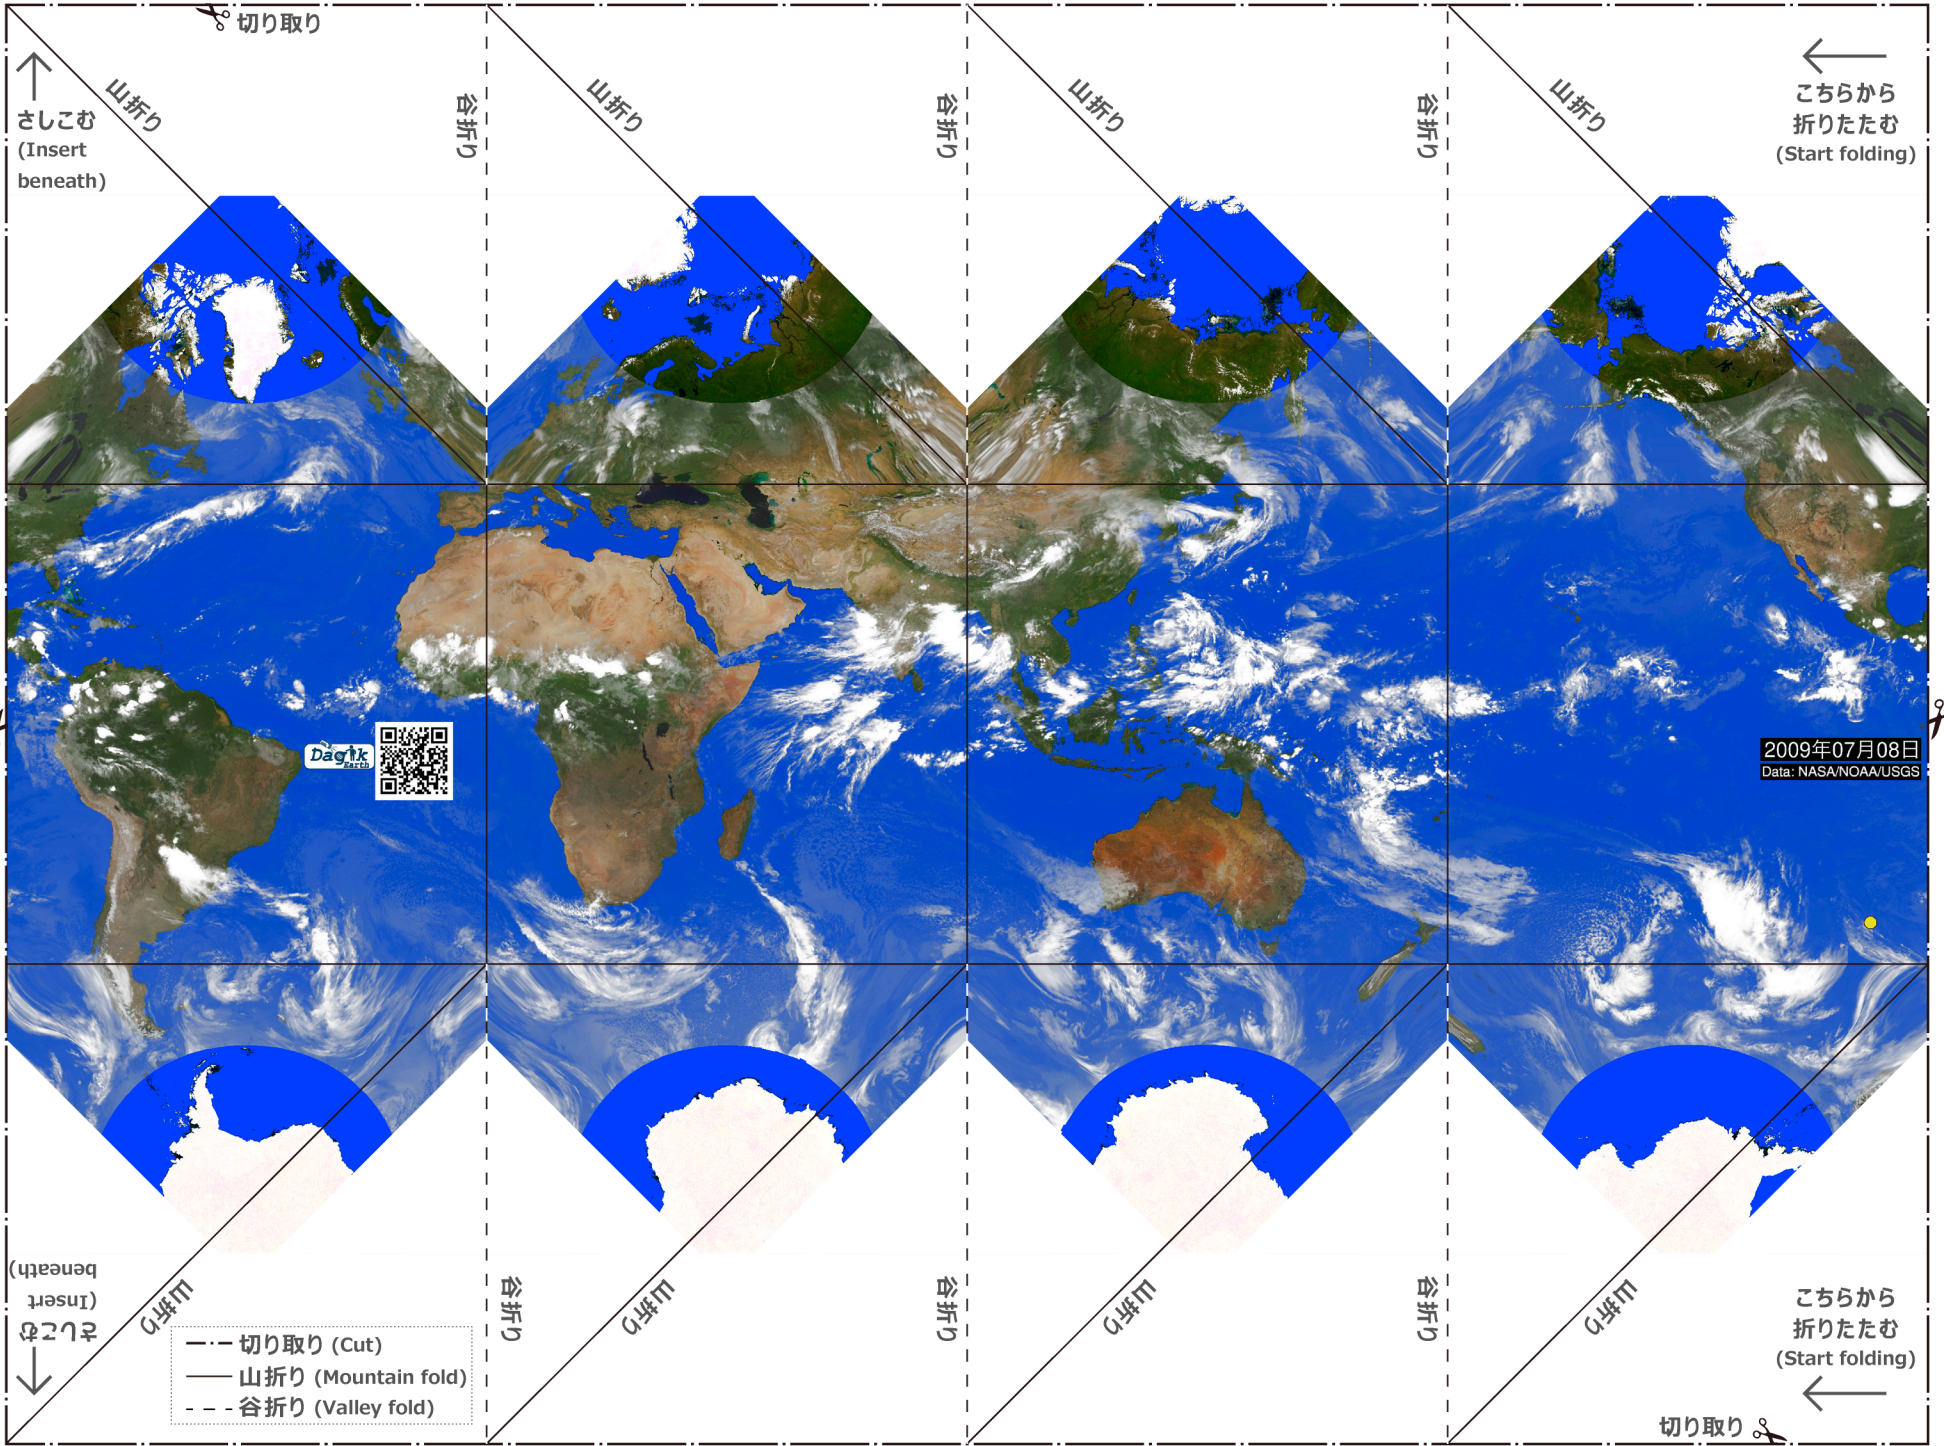 切り取り
山折り
谷折り
山折り
谷折り
山折り
谷折り
山折り
さしこむ
(Insert
beneath)
こちらから
折りたたむ
(Start folding)
Dagik
Earth
2009年07月08日
Data: NASA/NOAA/USGS
さしこむ
(Insert
beneath)
山折り
谷折り
山折り
谷折り
山折り
谷折り
山折り
こちらから
折りたたむ
(Start folding)
切り取り (Cut)
山折り (Mountain fold)
谷折り (Valley fold)
切り取り